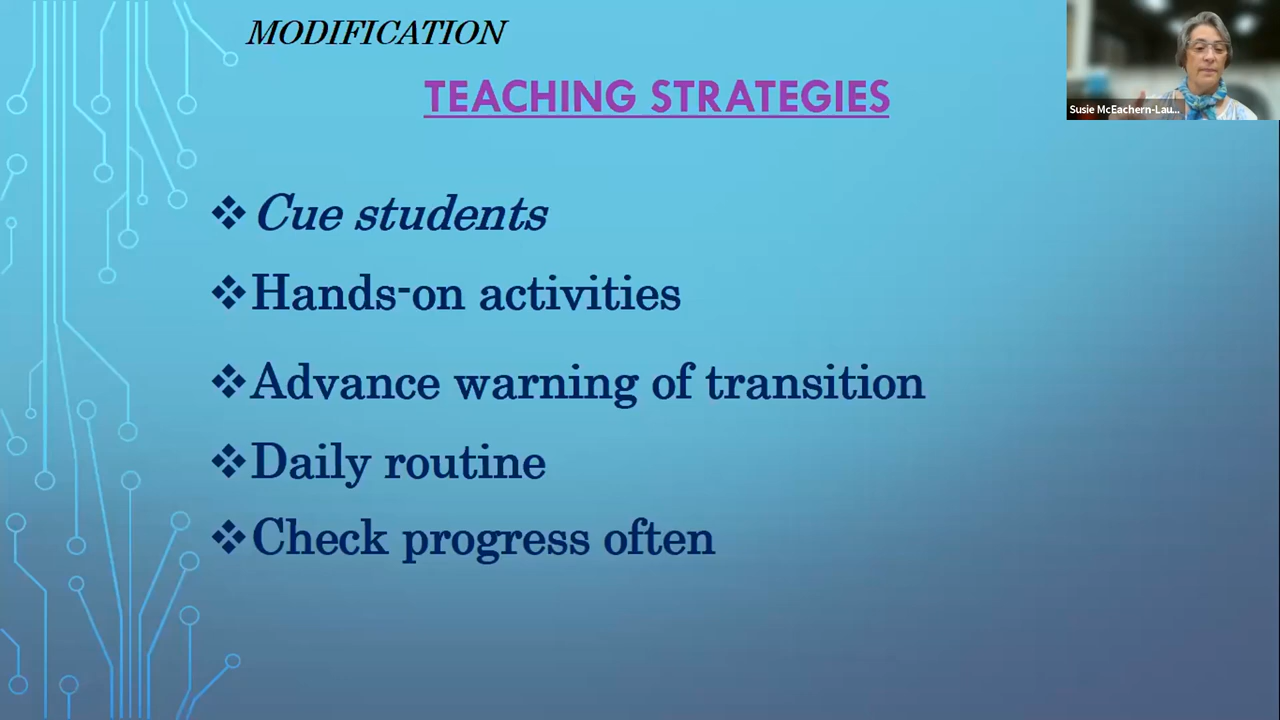 MODIFICATION
TEACHING STRATEGIES
Susie McEachern-Lau...
❖ Cue students
❖ Hands-on activities
❖ Advance warning of transition
❖ Daily routine
❖ Check progress often